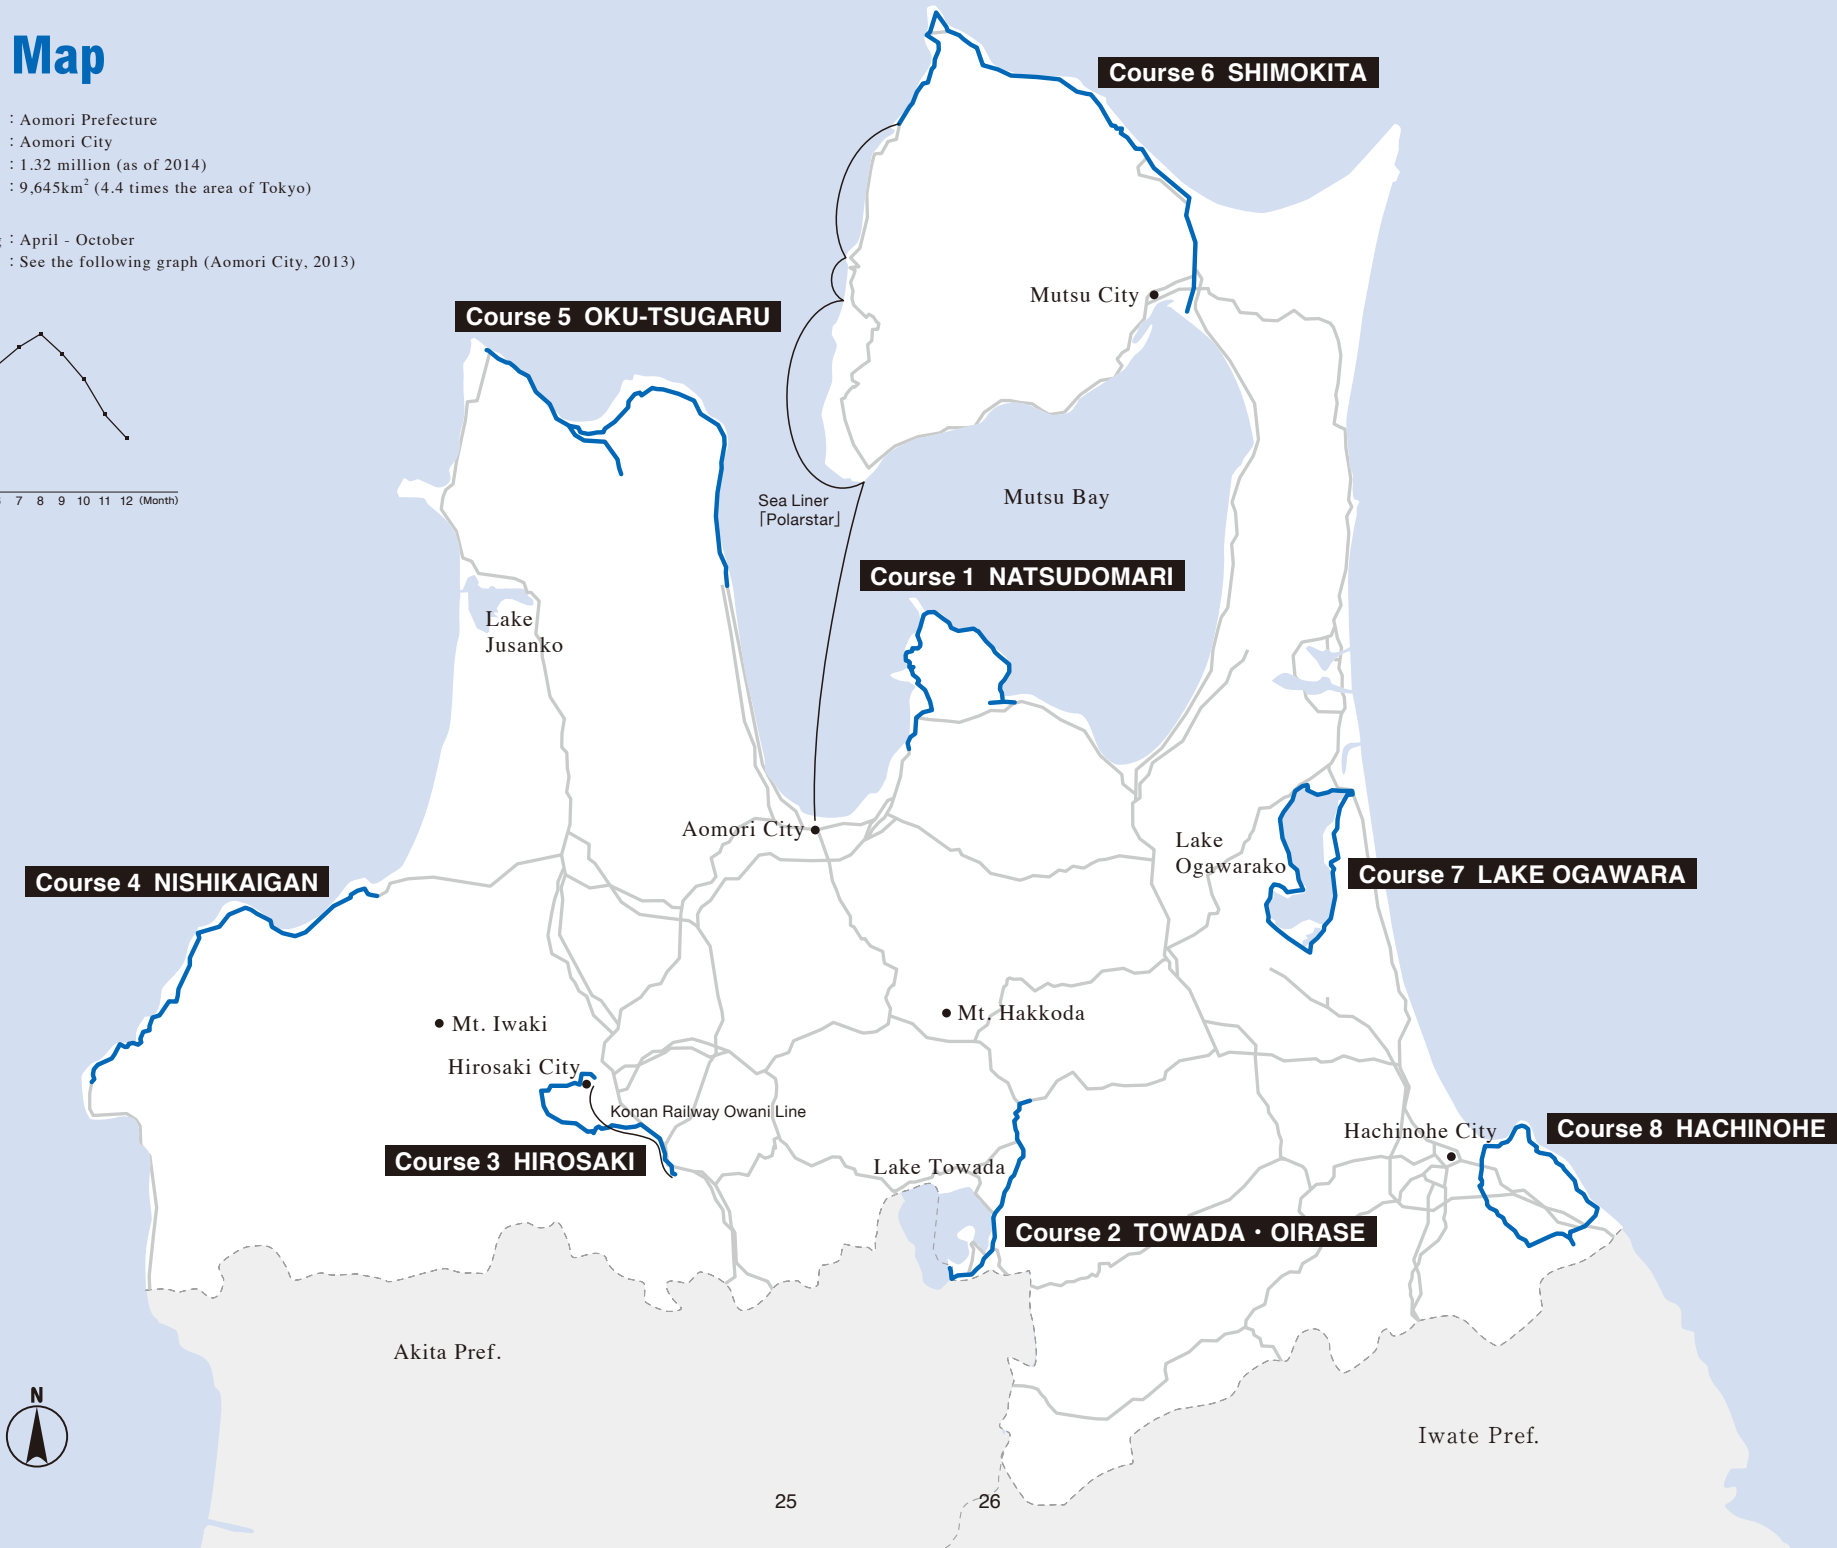 Map
: Aomori Prefecture
: Aomori City
: 1.32 million (as of 2014)
: 9,645km² (4.4 times the area of Tokyo)
: April - October
: See the following graph (Aomori City, 2013)
7 8 9 10 11 12 (Month)
Course 6 SHIMOKITA
Mutsu City
Course 5 OKU-TSUGARU
Sea Liner
「Polarstar」
Mutsu Bay
Course 1 NATSUDOMARI
Lake
Jusanko
Aomori City
Lake
Ogawarako
Course 7 LAKE OGAWARA
Course 4 NISHIKAIGAN
Mt. Iwaki
Mt. Hakkoda
Hirosaki City
Konan Railway Owani Line
Course 3 HIROSAKI
Lake Towada
Hachinohe City
Course 8 HACHINOHE
Course 2 TOWADA・OIRASE
Akita Pref.
Iwate Pref.
N
25
26